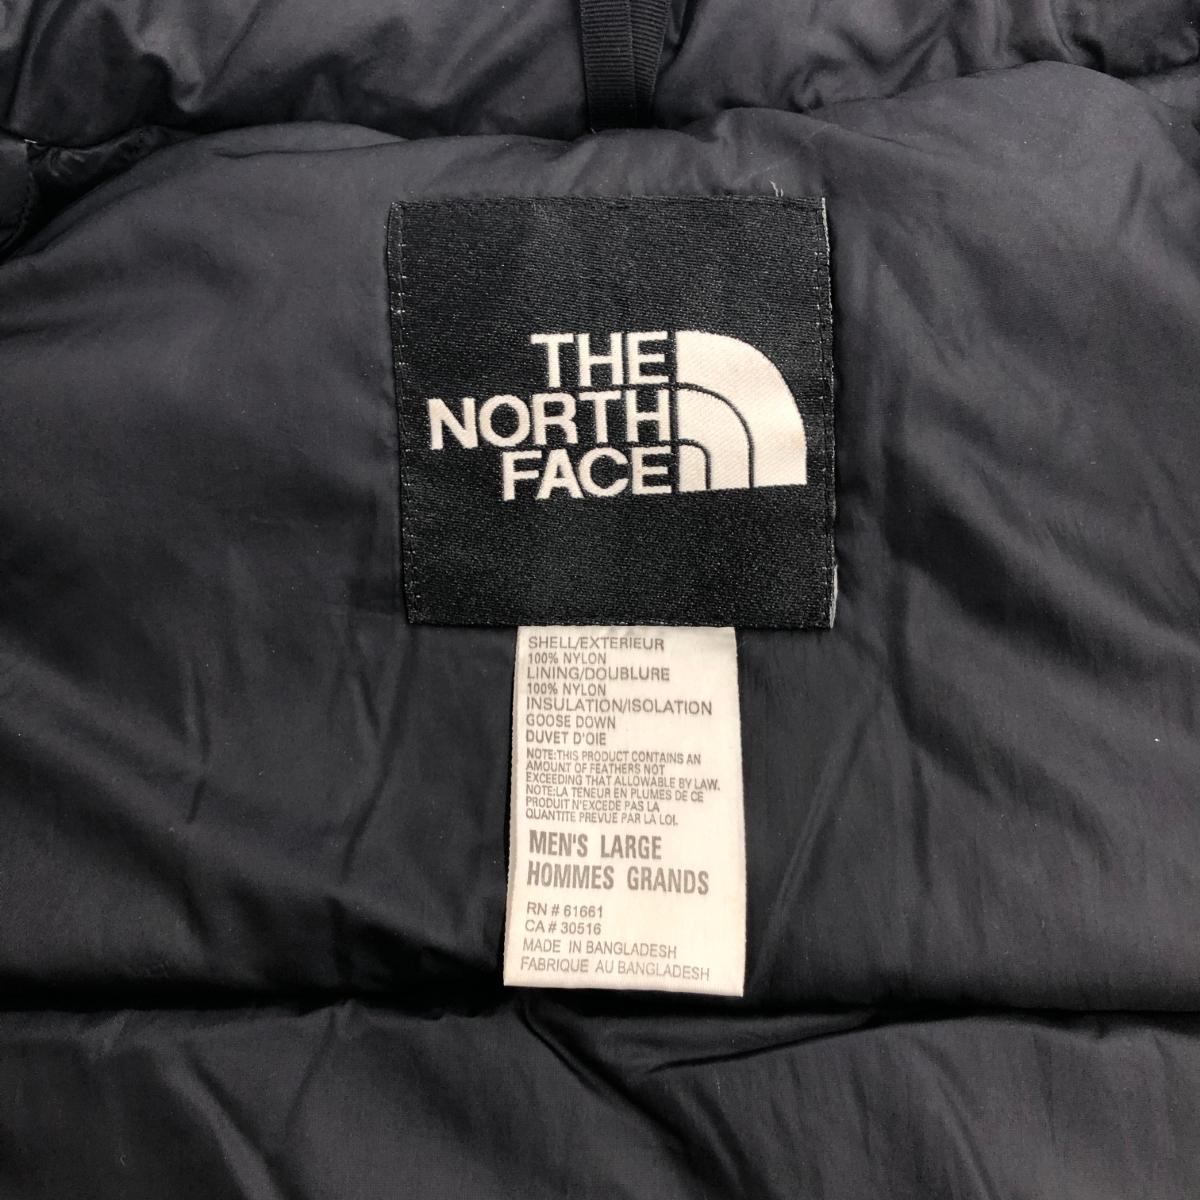 THE
NORTH
FACE
SHELL/EXTERIEUR
100% NYLON
LINING/DOUBLURE
100% NYLON
INSULATION/ISOLATION
GOOSE DOWN
DUVET D'OIE
NOTE:THIS PRODUCT CONTAINS AN
AMOUNT OF FEATHERS NOT
EXCEEDING THAT ALLOWABLE BY LAW.
NOTE:LA TENEUR EN PLUMES DE CE
PRODUIT N'EXCEDE PAS LA
QUANTITE PREVUE PAR LA LOI.
MEN'S LARGE
HOMMES GRANDS
RN # 61661
CA # 30516
MADE IN BANGLADESH
FABRIQUE AU BANGLADESH